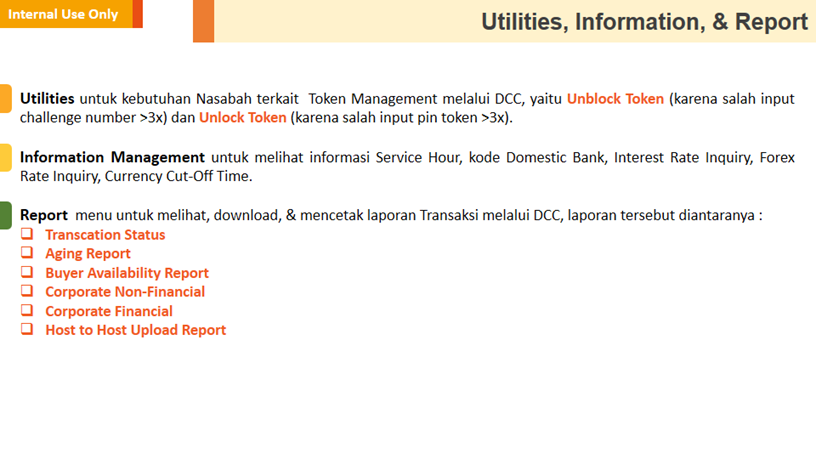 Internal Use Only
Utilities, Information, & Report
Utilities untuk kebutuhan Nasabah terkait Token Management melalui DCC, yaitu Unblock Token (karena salah input
challenge number >3x) dan Unlock Token (karena salah input pin token >3x).
Information Management untuk melihat informasi Service Hour, kode Domestic Bank, Interest Rate Inquiry, Forex
Rate Inquiry, Currency Cut-Off Time.
Report menu untuk melihat, download, & mencetak laporan Transaksi melalui DCC, laporan tersebut diantaranya :
❑ Transcation Status
❑ Aging Report
❑ Buyer Availability Report
❑ Corporate Non-Financial
❑ Corporate Financial
❑ Host to Host Upload Report